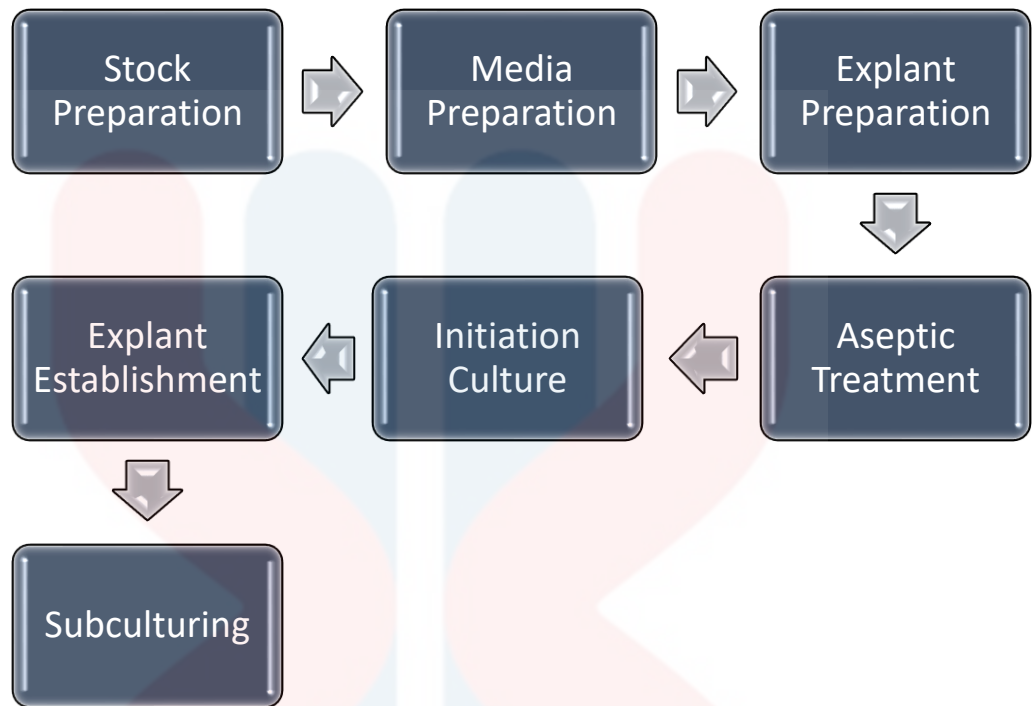 Stock
Preparation
Media
Preparation
Explant
Preparation
Aseptic
Treatment
Initiation
Culture
Explant
Establishment
Subculturing